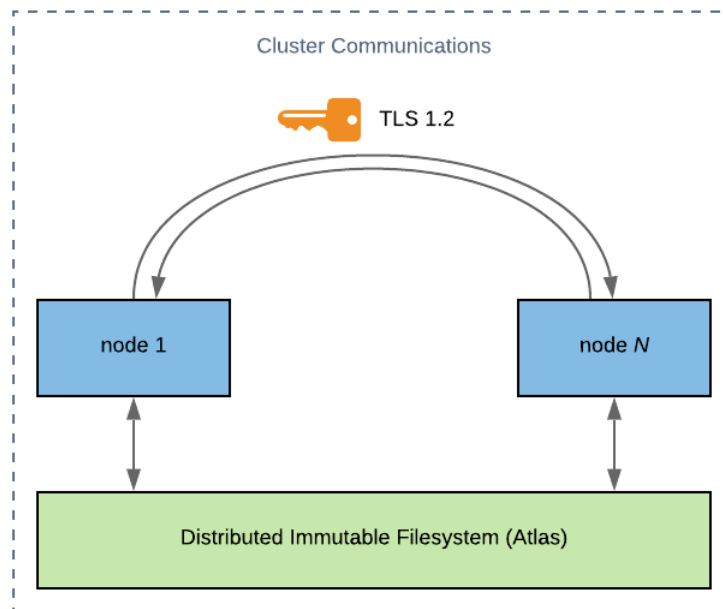 Cluster Communications
TLS 1.2
node 1
node N
Distributed Immutable Filesystem (Atlas)